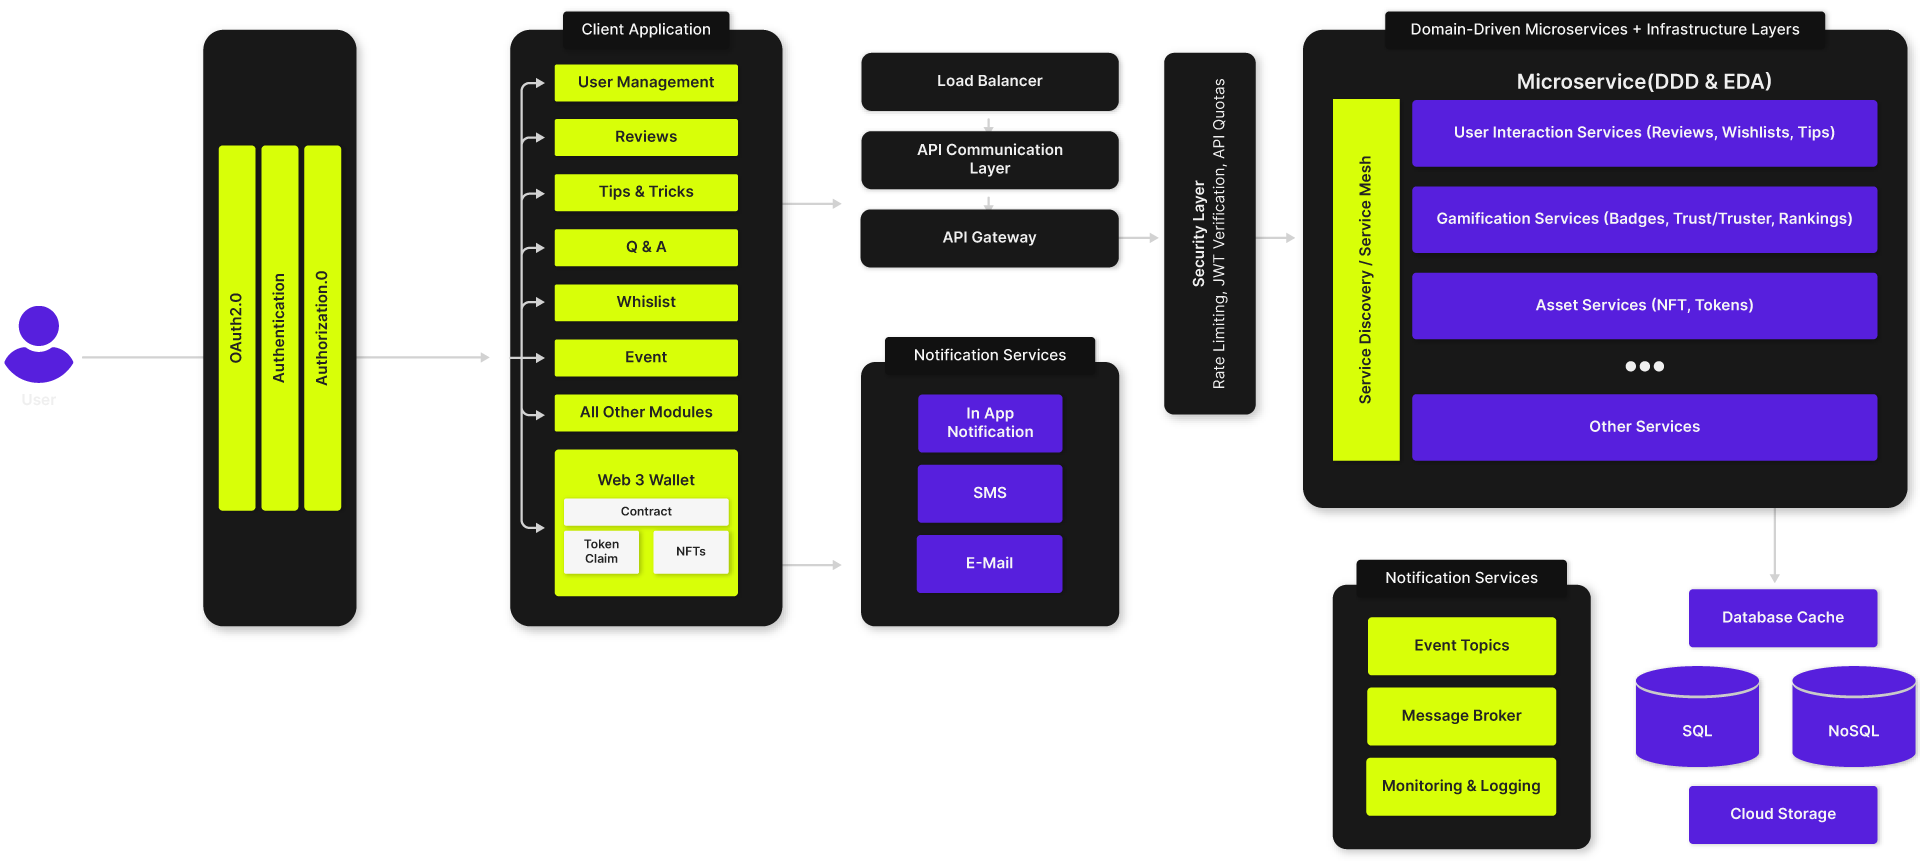 User
OAuth2.0
Authentication
Authorization.0
Client Application
User Management
Reviews
Tips & Tricks
Q & A
Whislist
Event
All Other Modules
Web 3 Wallet
Contract
Token
Claim
NFTs
Load Balancer
API Communication
Layer
API Gateway
Notification Services
In App
Notification
SMS
E-Mail
Security Layer
Rate Limiting, JWT Verification, API Quotas
Domain-Driven Microservices + Infrastructure Layers
Microservice(DDD & EDA)
Service Discovery / Service Mesh
User Interaction Services (Reviews, Wishlists, Tips)
Gamification Services (Badges, Trust/Truster, Rankings)
Asset Services (NFT, Tokens)
Other Services
Notification Services
Event Topics
Message Broker
Monitoring & Logging
Database Cache
SQL
NoSQL
Cloud Storage